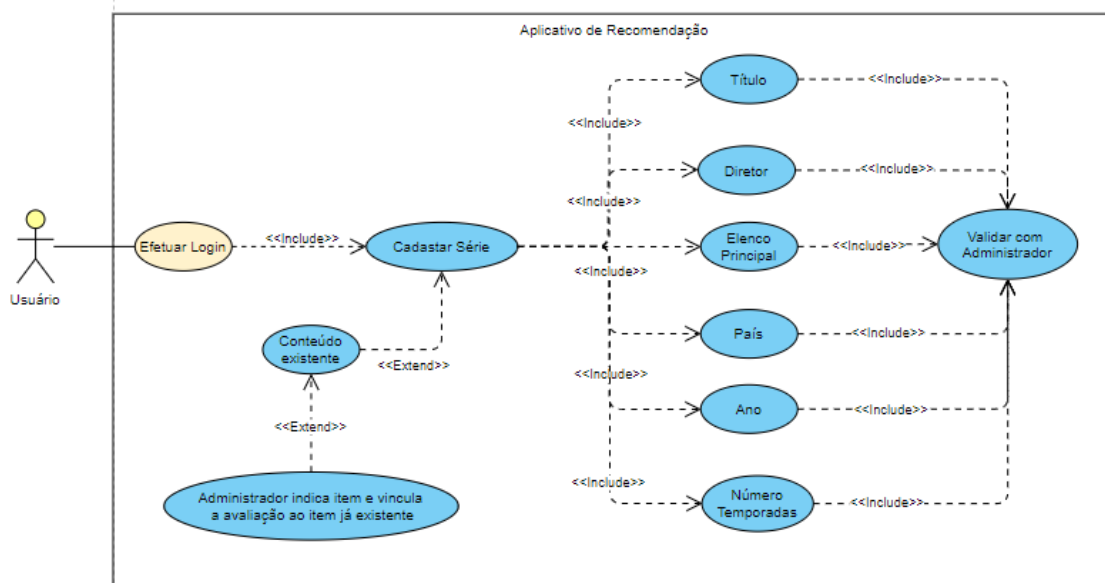 Aplicativo de Recomendação
Título
<<Include>>
<<Include>>
Diretor
<<Include>>
<<Include>>
Efetuar Login
<<Include>>
Cadastar Série
Elenco
Principal
<<Include>>
Validar com
Administrador
<<Include>>
Usuário
País
<<Include>>
Conteúdo
existente
<<Extend>>
<<Include>>
Ano
<<Include>>
<<Extend>>
<<Include>>
Número
Temporadas
<<Include>>
Administrador indica item e vincula
a avaliação ao item já existente